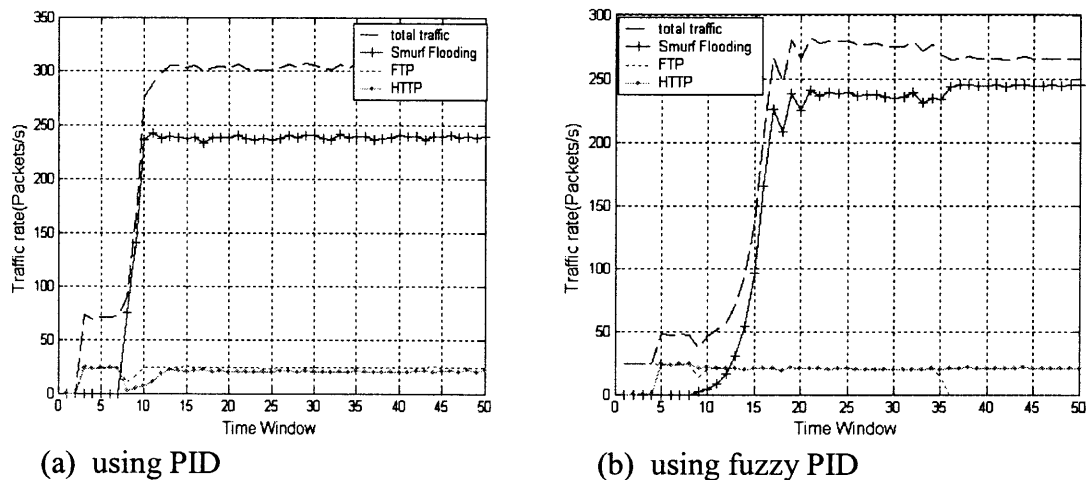 350
300
250
200
150
100
50
0
Traffic rate(Packets/s)
total traffic
Smurf Flooding
FTP
HTTP
0 5 10 15 20 25 30 35 40 45 50
Time Window
(a) using PID
300
250
200
150
100
50
0
Traffic rate(Packets/s)
total traffic
Smurf Flooding
FTP
HTTP
0 5 10 15 20 25 30 35 40 45 50
Time Window
(b) using fuzzy PID